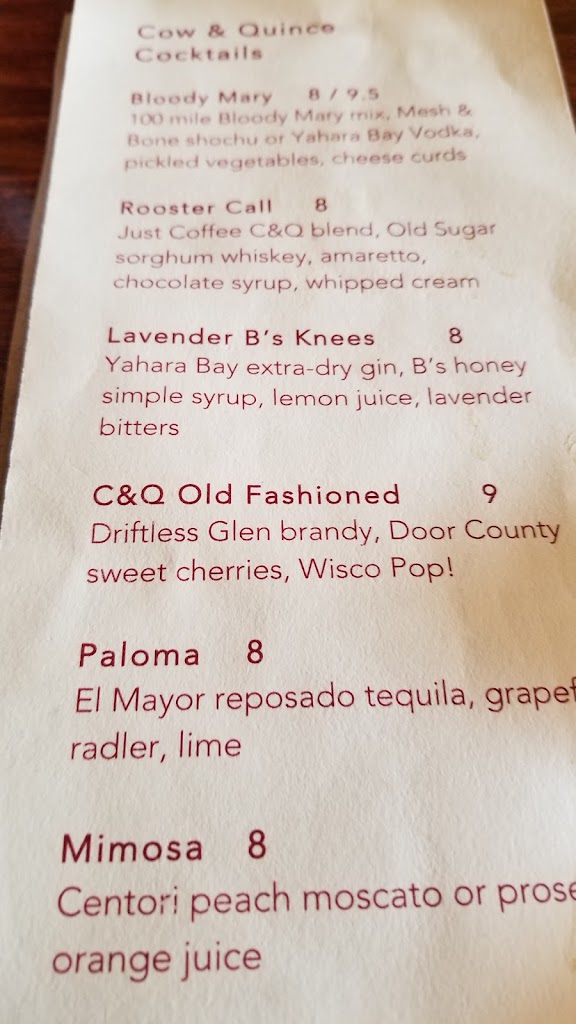 Cow & Quince
Cocktails
Bloody Mary 8 / 9.5
100 mile Bloody Mary mix, Mesh &
Bone shochu or Yahara Bay Vodka,
pickled vegetables, cheese curds
Rooster Call 8
Just Coffee C&Q blend, Old Sugar
sorghum whiskey, amaretto,
chocolate syrup, whipped cream
Lavender B's Knees 8
Yahara Bay extra-dry gin, B's honey
simple syrup, lemon juice, lavender
bitters
C&Q Old Fashioned 9
Driftless Glen brandy, Door County
sweet cherries, Wisco Pop!
Paloma 8
El Mayor reposado tequila, grapef
radler, lime
Mimosa 8
Centori peach moscato or prose
orange juice